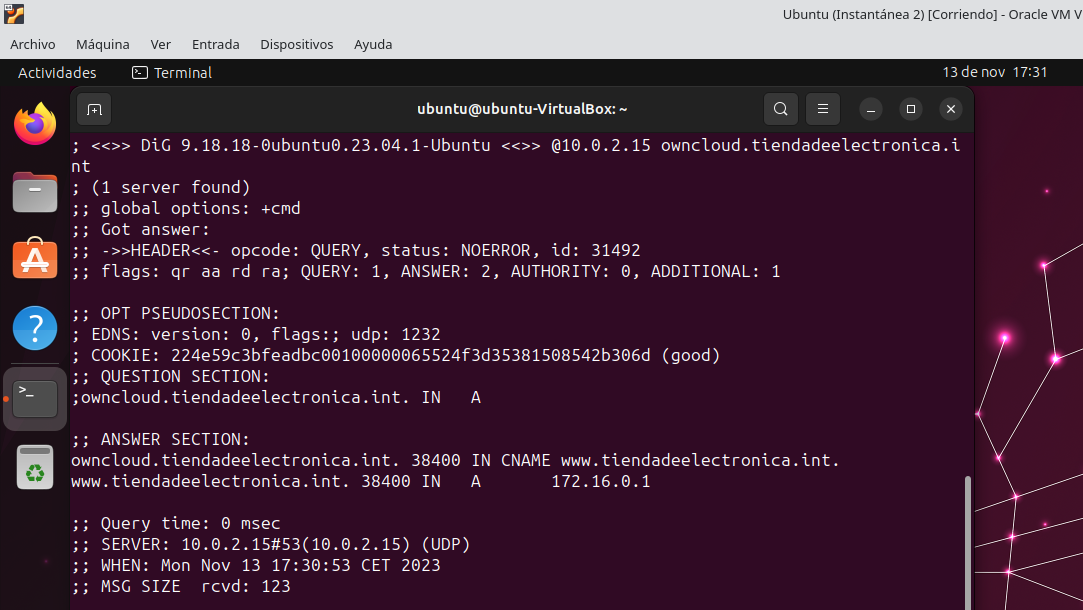 Ubuntu (Instantánea 2) [Corriendo] - Oracle VM V
Archivo Máquina Ver Entrada Dispositivos Ayuda
Actividades Terminal 13 de nov 17:31
ubuntu@ubuntu-VirtualBox: ~
; <<>> DiG 9.18.18-0ubuntu0.23.04.1-Ubuntu <<>> @10.0.2.15 owncloud.tiendadeelectronica.i
nt
; (1 server found)
;; global options: +cmd
;; Got answer:
;; ->>HEADER<<- opcode: QUERY, status: NOERROR, id: 31492
;; flags: qr aa rd ra; QUERY: 1, ANSWER: 2, AUTHORITY: 0, ADDITIONAL: 1
;; OPT PSEUDOSECTION:
; EDNS: version: 0, flags:; udp: 1232
; COOKIE: 224e59c3bfeadbc00100000065524f3d35381508542b306d (good)
;; QUESTION SECTION:
;owncloud.tiendadeelectronica.int. IN A
;; ANSWER SECTION:
owncloud.tiendadeelectronica.int. 38400 IN CNAME www.tiendadeelectronica.int.
www.tiendadeelectronica.int. 38400 IN A 172.16.0.1
;; Query time: 0 msec
;; SERVER: 10.0.2.15#53(10.0.2.15) (UDP)
;; WHEN: Mon Nov 13 17:30:53 CET 2023
;; MSG SIZE rcvd: 123